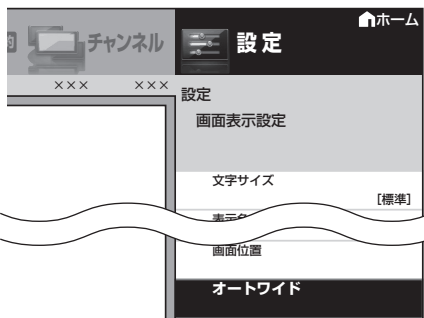 ホーム
的
チャンネル
設定
×××
×××
設定
画面表示設定
文字サイズ
[標準]
画面位置
オートワイド